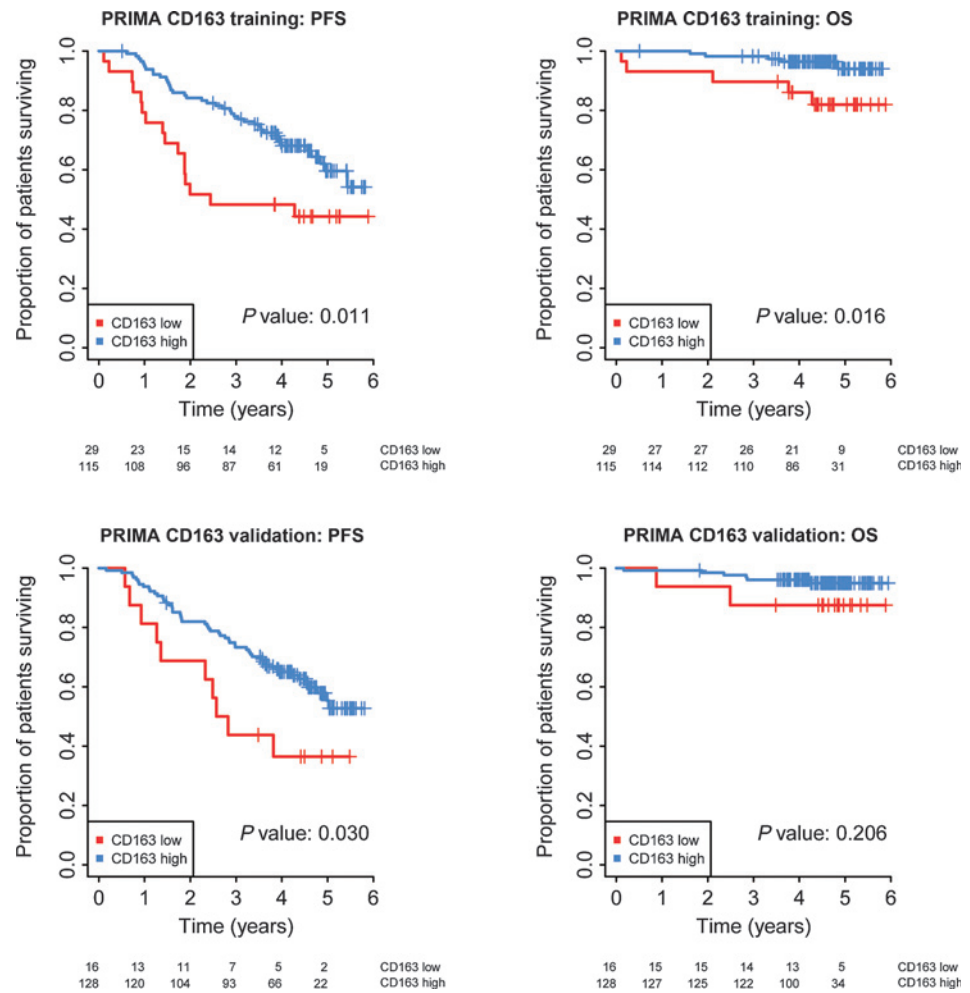 PRIMA CD163 training: PFS
Proportion of patients surviving
1.0
0.8
0.6
0.4
0.2
0.0
CD163 low
CD163 high
P value: 0.011
0 1 2 3 4 5 6
Time (years)
29 23 15 14 12 5 CD163 low
115 108 96 87 61 19 CD163 high
PRIMA CD163 training: OS
Proportion of patients surviving
1.0
0.8
0.6
0.4
0.2
0.0
CD163 low
CD163 high
P value: 0.016
0 1 2 3 4 5 6
Time (years)
29 27 27 26 21 9 CD163 low
115 114 112 110 86 31 CD163 high
PRIMA CD163 validation: PFS
Proportion of patients surviving
1.0
0.8
0.6
0.4
0.2
0.0
CD163 low
CD163 high
P value: 0.030
0 1 2 3 4 5 6
Time (years)
16 13 11 7 5 2 CD163 low
128 120 104 93 66 22 CD163 high
PRIMA CD163 validation: OS
Proportion of patients surviving
1.0
0.8
0.6
0.4
0.2
0.0
CD163 low
CD163 high
P value: 0.206
0 1 2 3 4 5 6
Time (years)
16 15 15 14 13 5 CD163 low
128 127 125 122 100 34 CD163 high